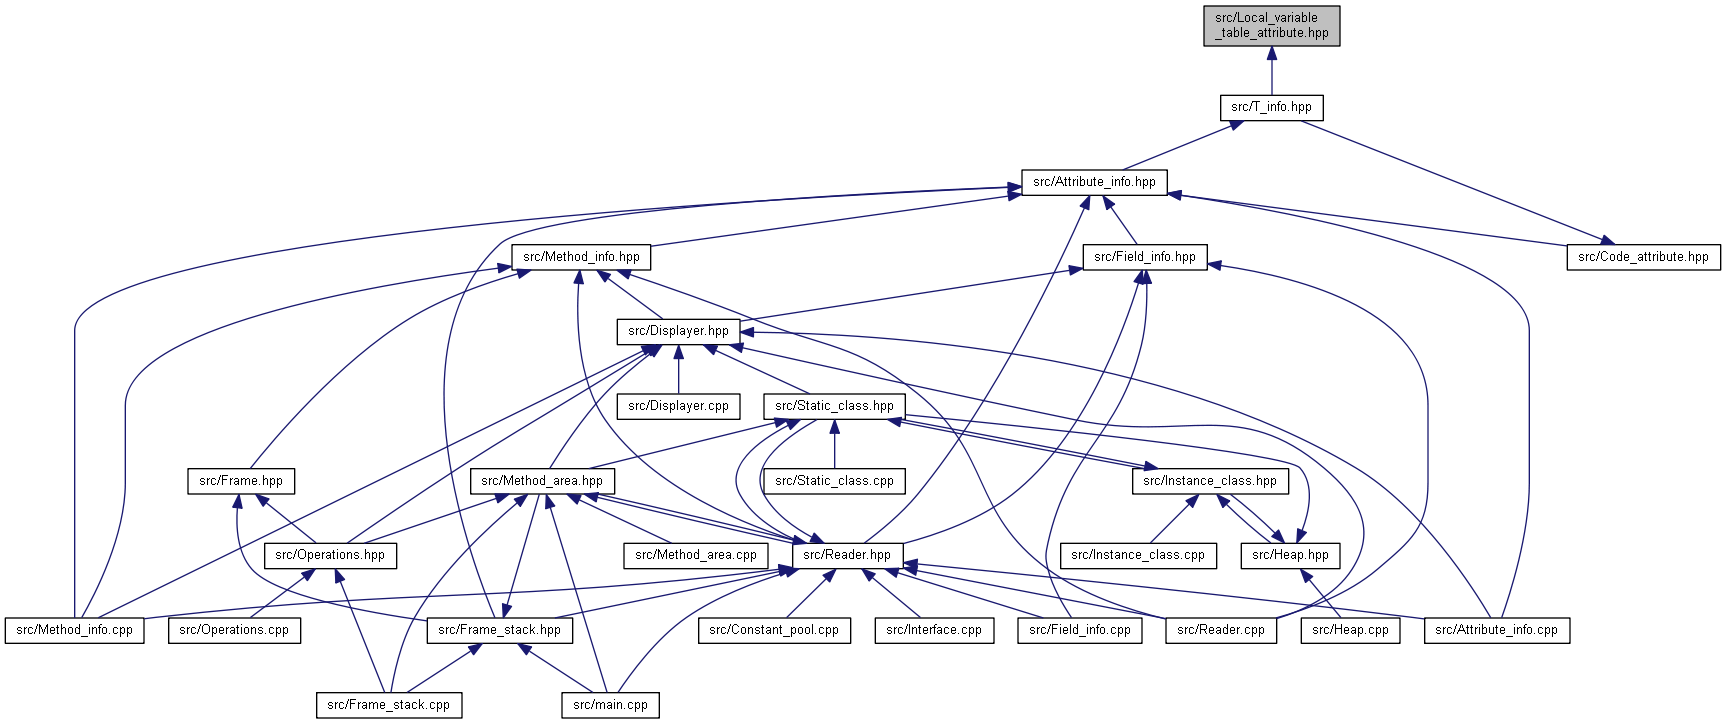 src/Local_variable
_table_attribute.hpp
src/T_info.hpp
src/Attribute_info.hpp
src/Method_info.hpp
src/Field_info.hpp
src/Code_attribute.hpp
src/Displayer.hpp
src/Displayer.cpp
src/Static_class.hpp
src/Frame.hpp
src/Method_area.hpp
src/Static_class.cpp
src/Instance_class.hpp
src/Operations.hpp
src/Method_area.cpp
src/Reader.hpp
src/Instance_class.cpp
src/Heap.hpp
src/Method_info.cpp
src/Operations.cpp
src/Frame_stack.hpp
src/Constant_pool.cpp
src/Interface.cpp
src/Field_info.cpp
src/Reader.cpp
src/Heap.cpp
src/Attribute_info.cpp
src/Frame_stack.cpp
src/main.cpp